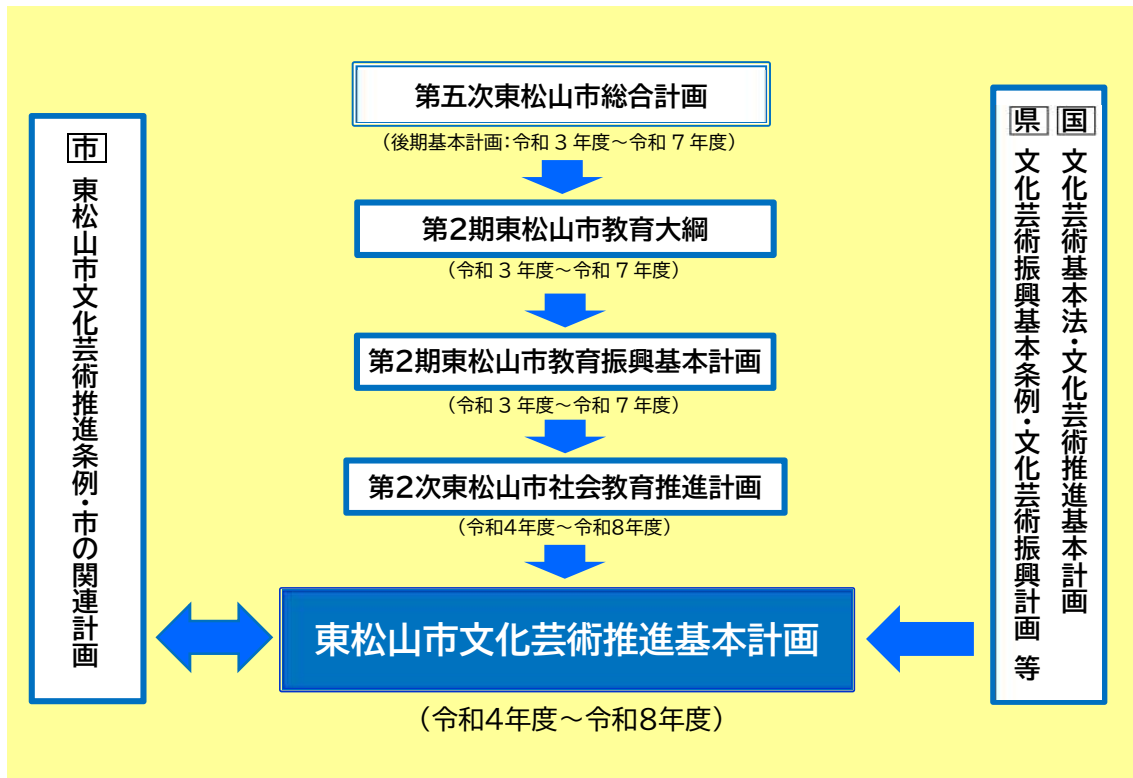 第五次東松山市総合計画
（後期基本計画：令和 3 年度～令和 7 年度）
第2期東松山市教育大綱
（令和 3 年度～令和 7 年度）
第2期東松山市教育振興基本計画
（令和 3 年度～令和 7 年度）
第2次東松山市社会教育推進計画
（令和4年度～令和8年度）
東松山市文化芸術推進基本計画
（令和4年度～令和8年度）
市 東松山市文化芸術推進条例・市の関連計画
国 文化芸術基本法・文化芸術推進基本計画
県 文化芸術振興基本条例・文化芸術振興計画 等